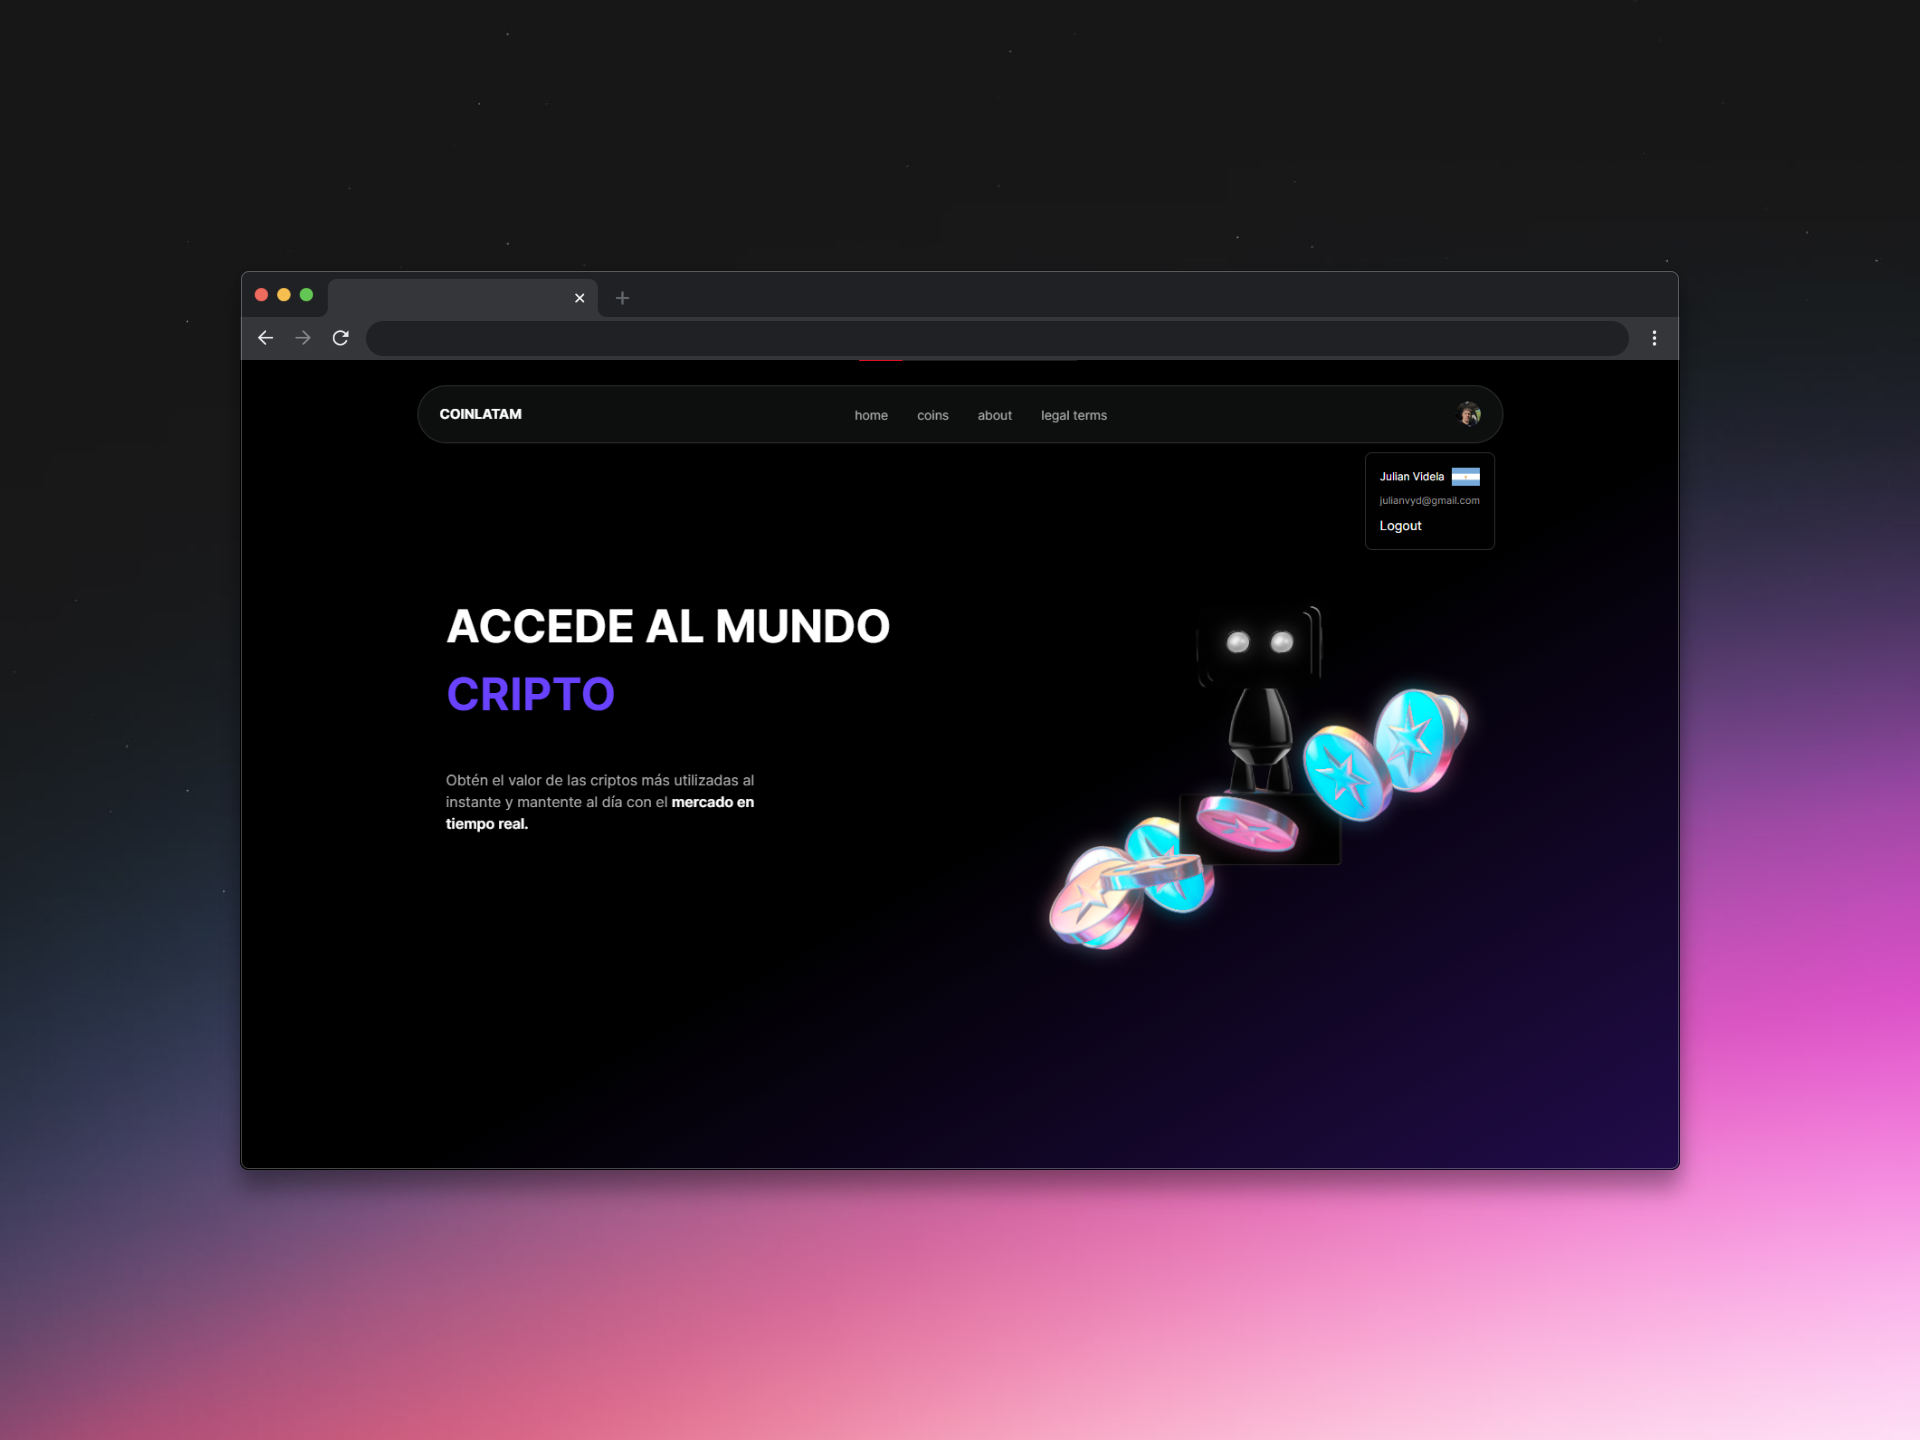 COINLATAM
home
coins
about
legal terms
Julian Videla
julianvyd@gmail.com
Logout
ACCEDE AL MUNDO
CRIPTO
Obtén el valor de las criptos más utilizadas al
instante y mantente al día con el mercado en
tiempo real.